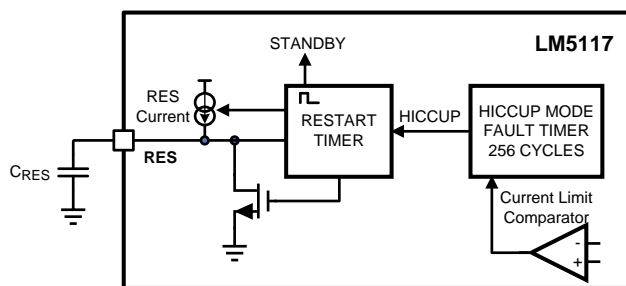 STANDBY
LM5117
RES
Current
RESTART
TIMER
HICCUP
HICCUP MODE
FAULT TIMER
256 CYCLES
RES
CRES
Current Limit
Comparator
-
+